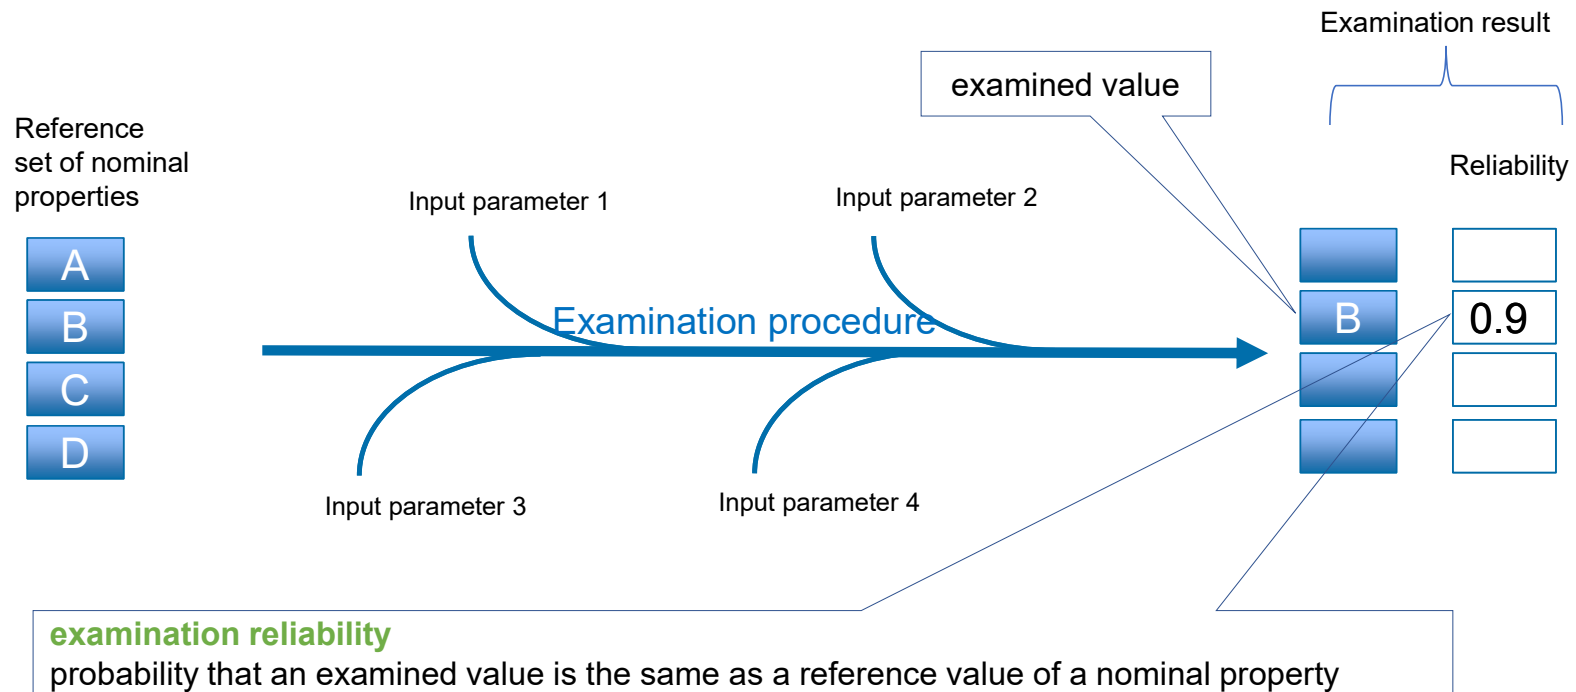 Examination result
examined value
Reference
set of nominal
properties
Reliability
Input parameter 1
Input parameter 2
A
B
C
D
Examination procedure
B
0.9
Input parameter 3
Input parameter 4
examination reliability
probability that an examined value is the same as a reference value of a nominal property